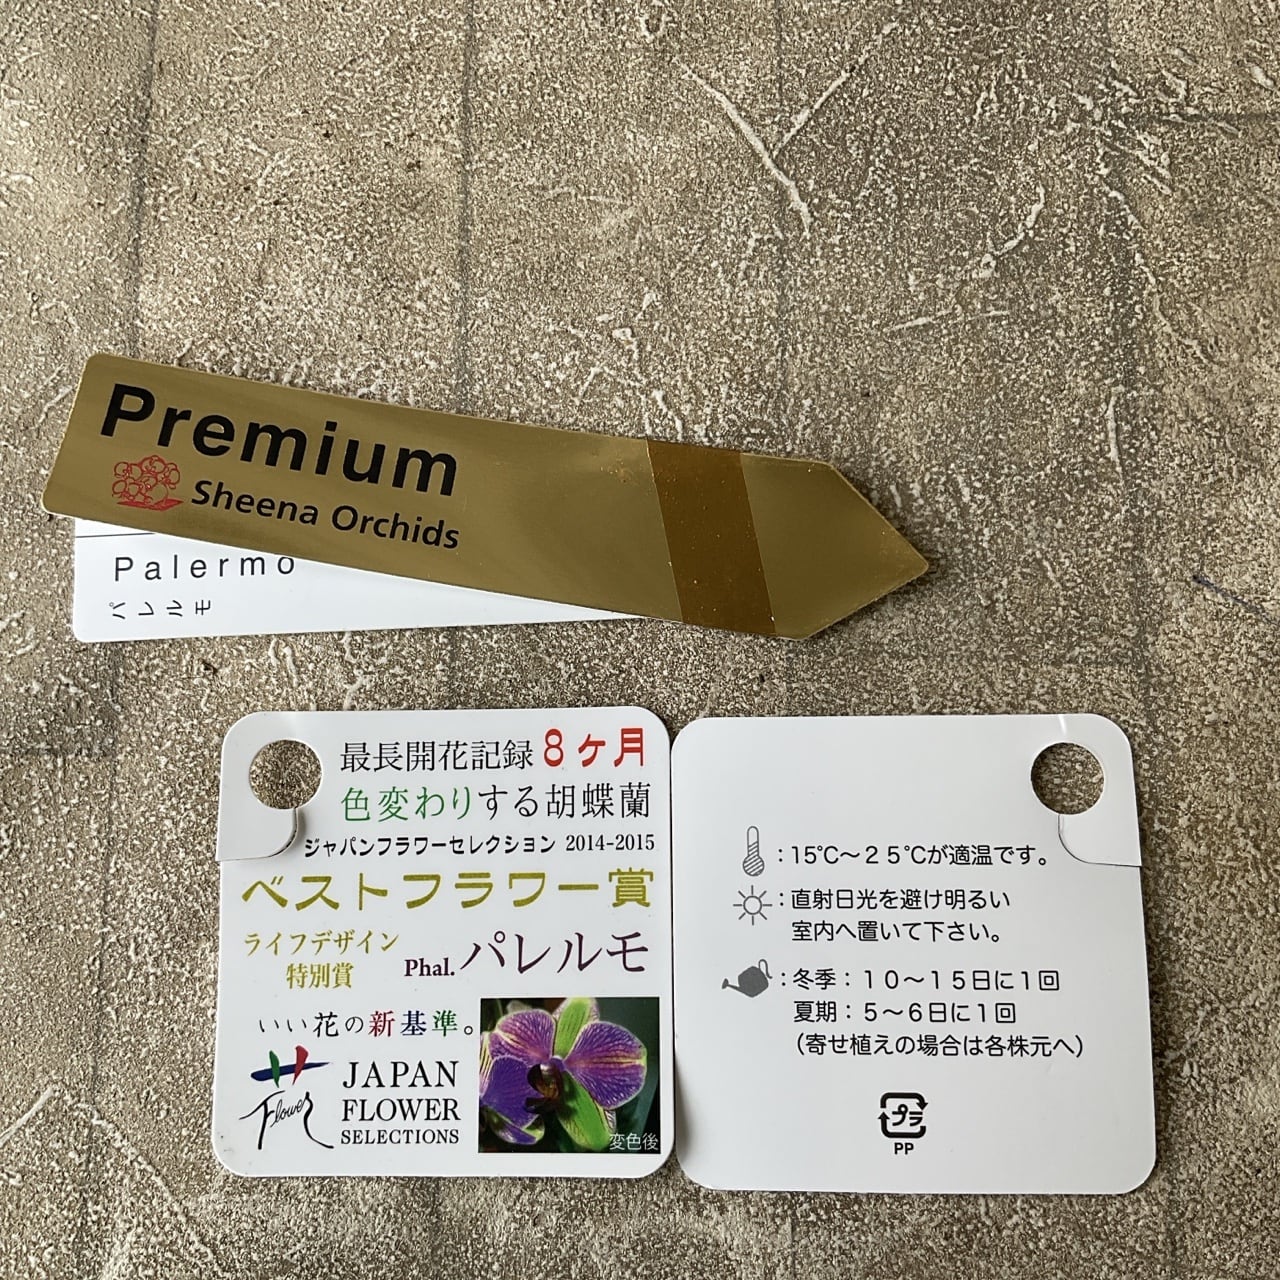 Premium
Sheena Orchids
Palermo
パレルモ
最長開花記録 8ヶ月
色変わりする胡蝶蘭
ジャパンフラワーセレクション 2014-2015
ベストフラワー賞
ライフデザイン
特別賞
Phal.パレルモ
いい花の新基準。
Flower
JAPAN
FLOWER
SELECTIONS
変色後
:15℃～２５℃が適温です。
:直射日光を避け明るい
室内へ置いて下さい。
:冬季：１０～１５日に１回
夏期：５～６日に１回
（寄せ植えの場合は各株元へ）
プラ
PP